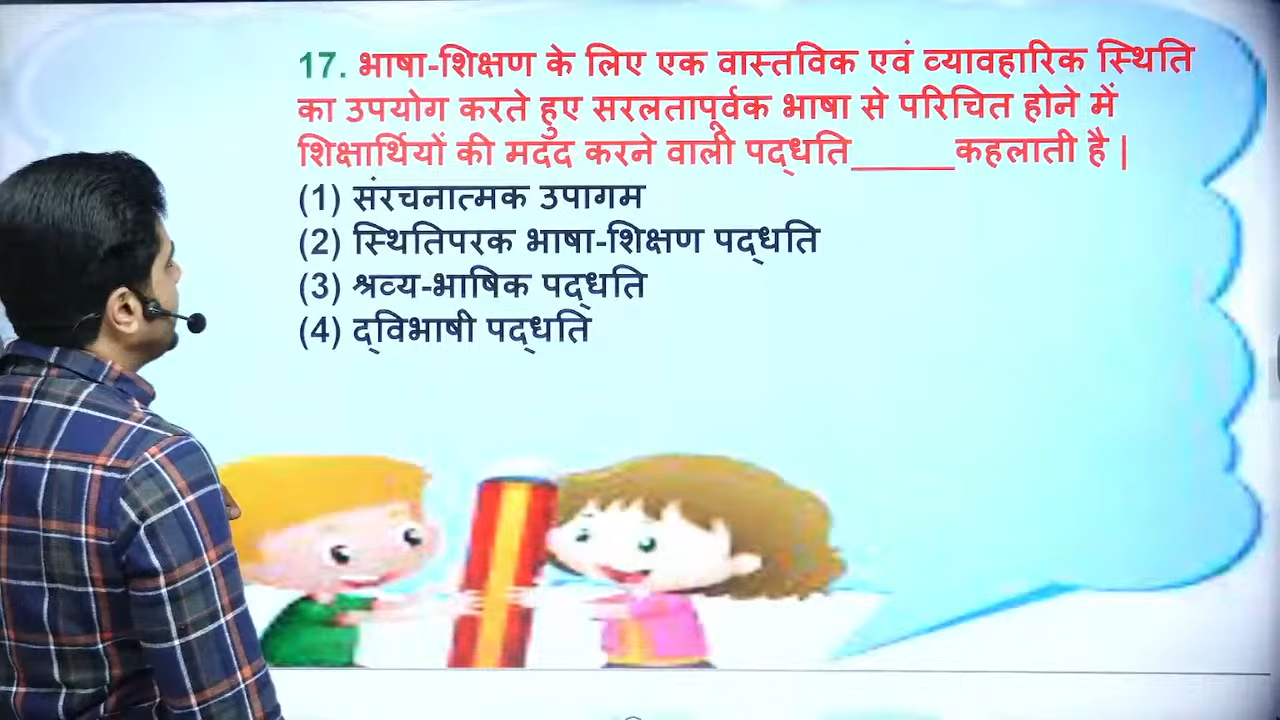 17. भाषा-शिक्षण के लिए एक वास्तविक एवं व्यावहारिक स्थिति
का उपयोग करते हुए सरलतापूर्वक भाषा से परिचित होने में
शिक्षार्थियों की मदद करने वाली पद्धति______कहलाती है |
(1) संरचनात्मक उपागम
(2) स्थितिपरक भाषा-शिक्षण पद्धति
(3) श्रव्य-भाषिक पद्धति
(4) द्विभाषी पद्धति